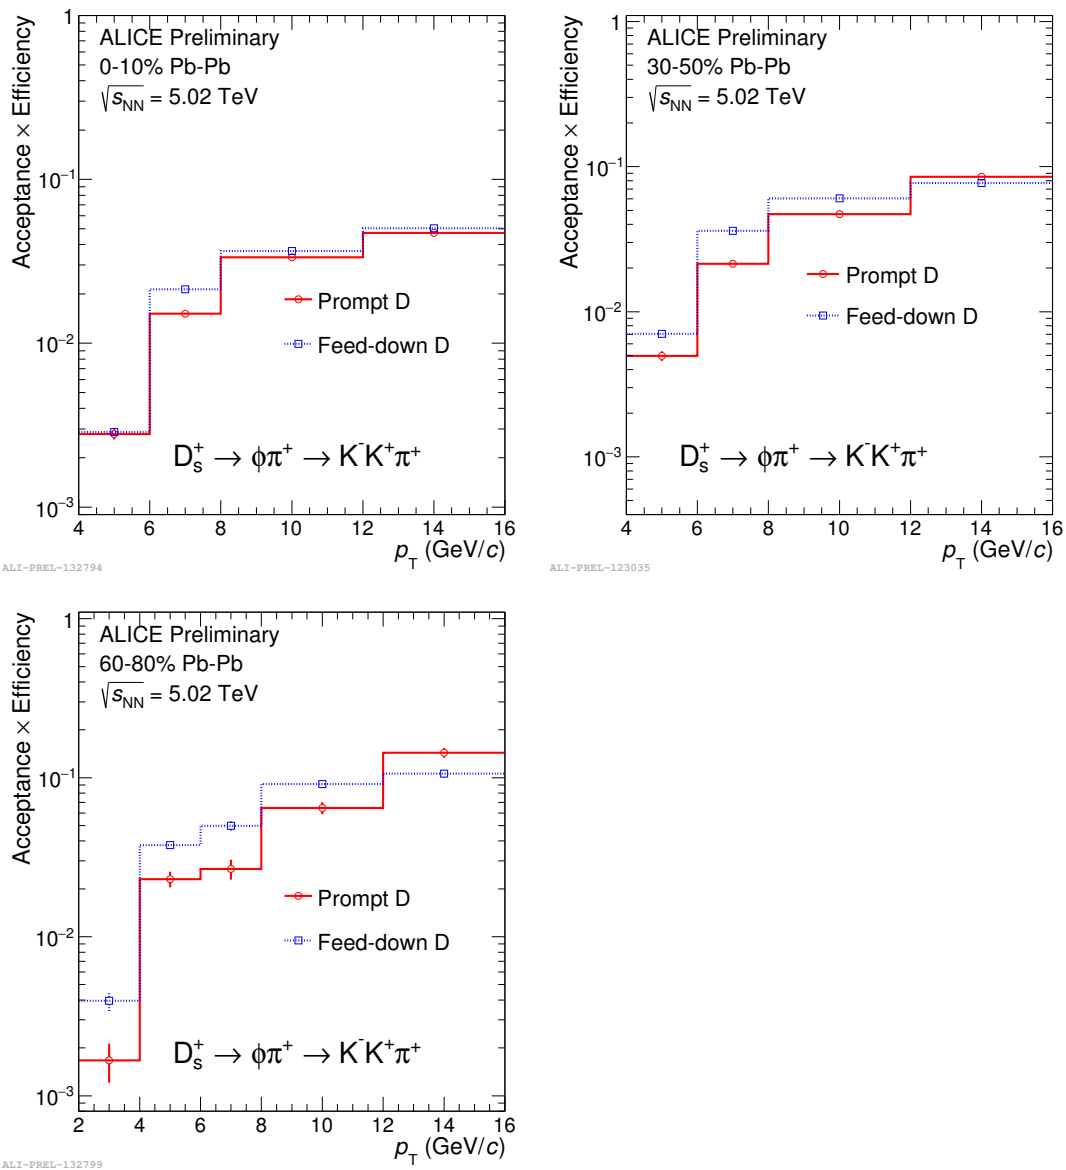 ALICE Preliminary
0-10% Pb-Pb
√sNN = 5.02 TeV
Acceptance × Efficiency
1
10−1
10−2
10−3
Prompt D
Feed-down D
Ds+ → ϕπ+ → K-K+π+
4 6 8 10 12 14 16
pT (GeV/c)
ALI-PREL-132794
ALICE Preliminary
30-50% Pb-Pb
√sNN = 5.02 TeV
Acceptance × Efficiency
1
10−1
10−2
10−3
Prompt D
Feed-down D
Ds+ → ϕπ+ → K-K+π+
4 6 8 10 12 14 16
pT (GeV/c)
ALI-PREL-123035
ALICE Preliminary
60-80% Pb-Pb
√sNN = 5.02 TeV
Acceptance × Efficiency
1
10−1
10−2
10−3
Prompt D
Feed-down D
Ds+ → ϕπ+ → K-K+π+
2 4 6 8 10 12 14 16
pT (GeV/c)
ALI-PREL-132799